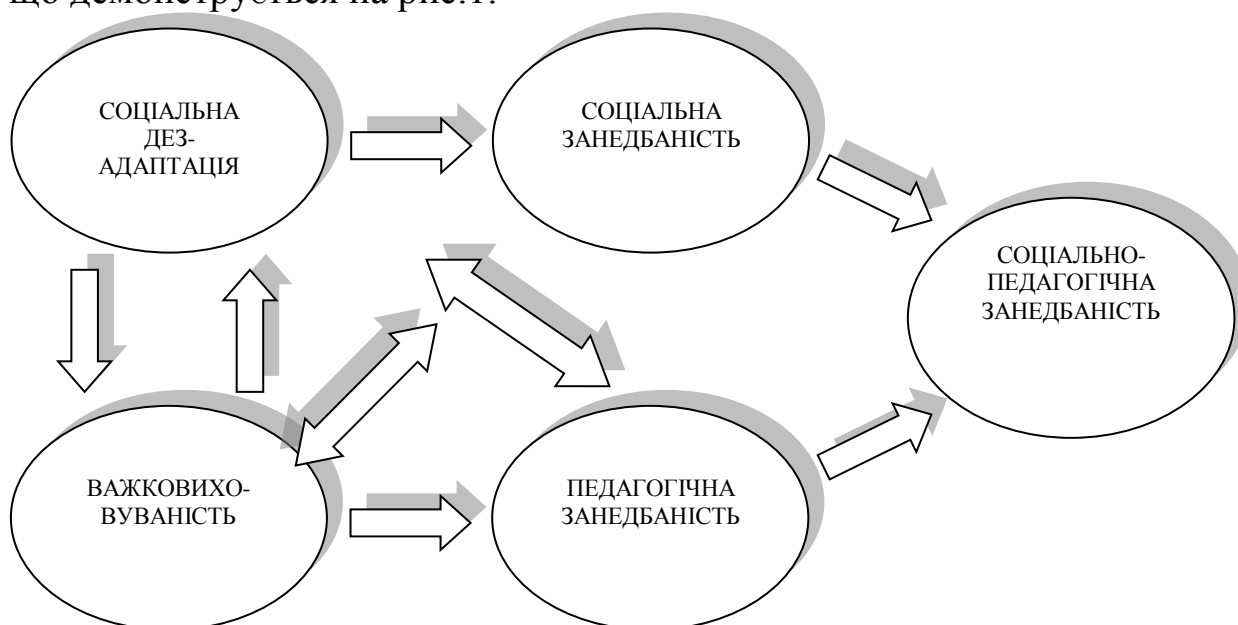 що демонструється на рис.1.
СОЦІАЛЬНА
ДЕЗ-
АДАПТАЦІЯ
СОЦІАЛЬНА
ЗАНЕДБАНІСТЬ
СОЦІАЛЬНО-
ПЕДАГОГІЧНА
ЗАНЕДБАНІСТЬ
ВАЖКОВИХО-
ВУВАНІСТЬ
ПЕДАГОГІЧНА
ЗАНЕДБАНІСТЬ